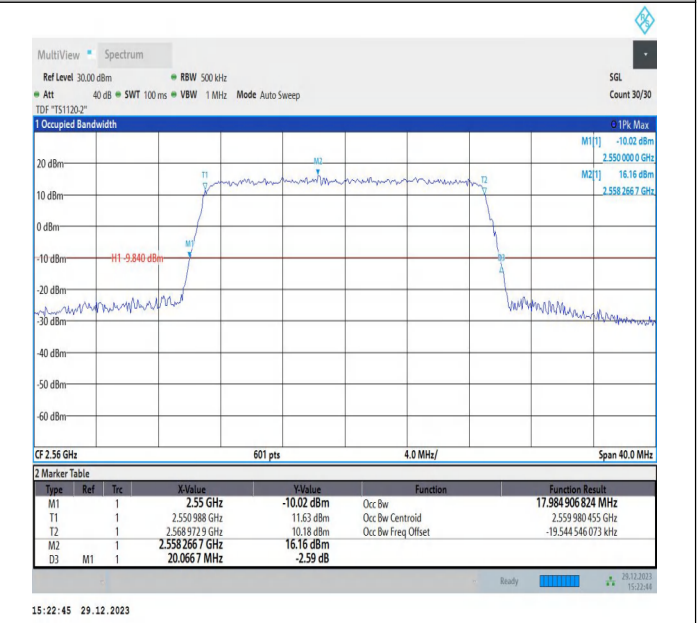 MultiView Spectrum
Ref Level 30.00 dBm RBW 500 kHz SGL
Att 40 dB SWT 100 ms VBW 1 MHz Mode Auto Sweep Count 30/30
TDF "TS1120-2"
1 Occupied Bandwidth 1Pk Max
M1[1] -10.02 dBm
2.550 000 0 GHz
M2[1] 16.16 dBm
2.558 266 7 GHz
20 dBm
M2
T1
T2
10 dBm
0 dBm
M1
-10 dBm
H1 -9.840 dBm
D3
-20 dBm
-30 dBm
-40 dBm
-50 dBm
-60 dBm
CF 2.56 GHz 601 pts 4.0 MHz/ Span 40.0 MHz
2 Marker Table
Type Ref Trc X-Value Y-Value Function Function Result
M1 1 2.55 GHz -10.02 dBm Occ Bw 17.984 906 824 MHz
T1 1 2.550 988 GHz 11.63 dBm Occ Bw Centroid 2.559 980 455 GHz
T2 1 2.568 972 9 GHz 10.18 dBm Occ Bw Freq Offset -19.544 546 073 kHz
M2 1 2.558 266 7 GHz 16.16 dBm
D3 M1 1 20.066 7 MHz -2.59 dB
Ready 29.12.2023
15:22:44
15:22:45 29.12.2023